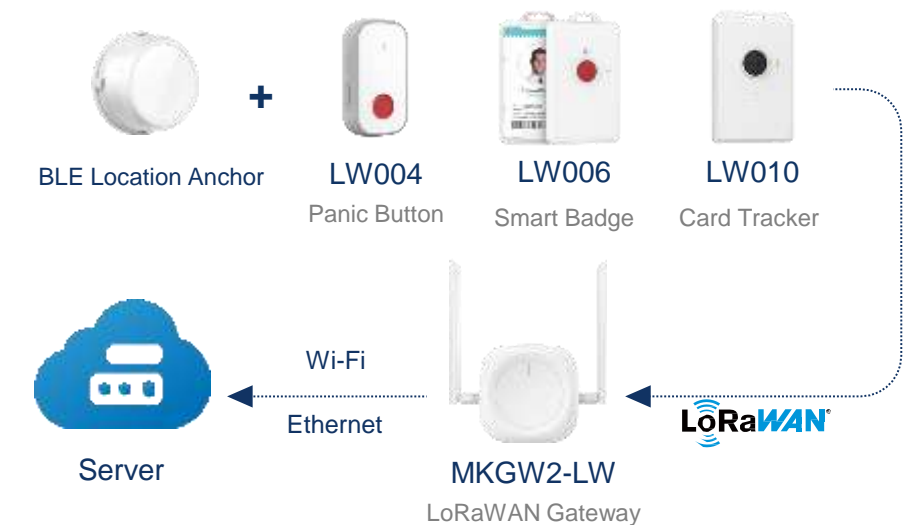 +
BLE Location Anchor
LW004
LW006
LW010
Panic Button
Smart Badge
Card Tracker
Wi-Fi
Ethernet
LoRaWAN®
Server
MKGW2-LW
LoRaWAN Gateway